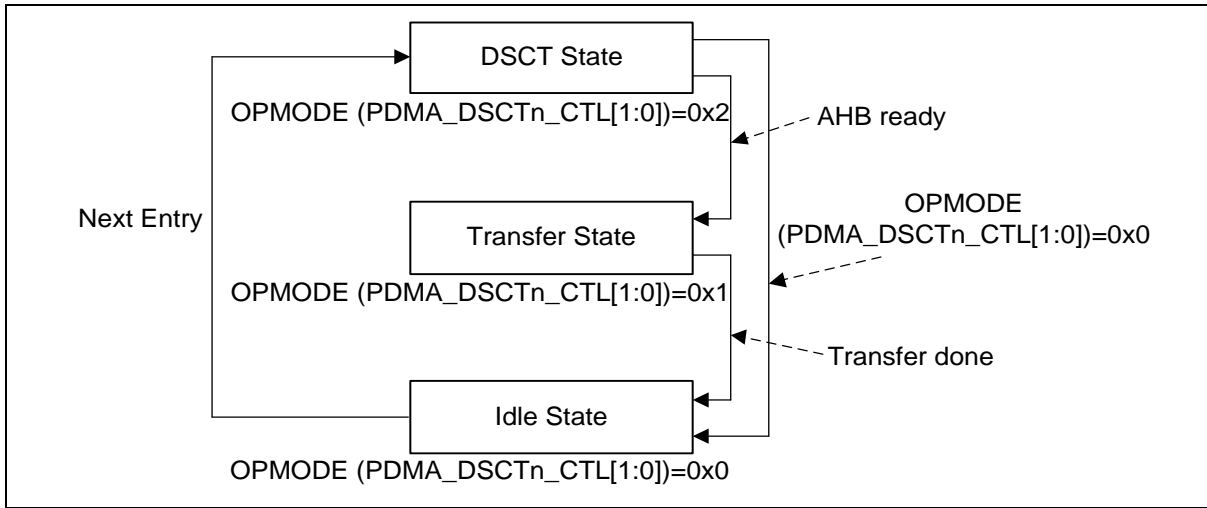 DSCT State
OPMODE (PDMA_DSCTn_CTL[1:0])=0x2
AHB ready
Next Entry
OPMODE
(PDMA_DSCTn_CTL[1:0])=0x0
Transfer State
OPMODE (PDMA_DSCTn_CTL[1:0])=0x1
Transfer done
Idle State
OPMODE (PDMA_DSCTn_CTL[1:0])=0x0